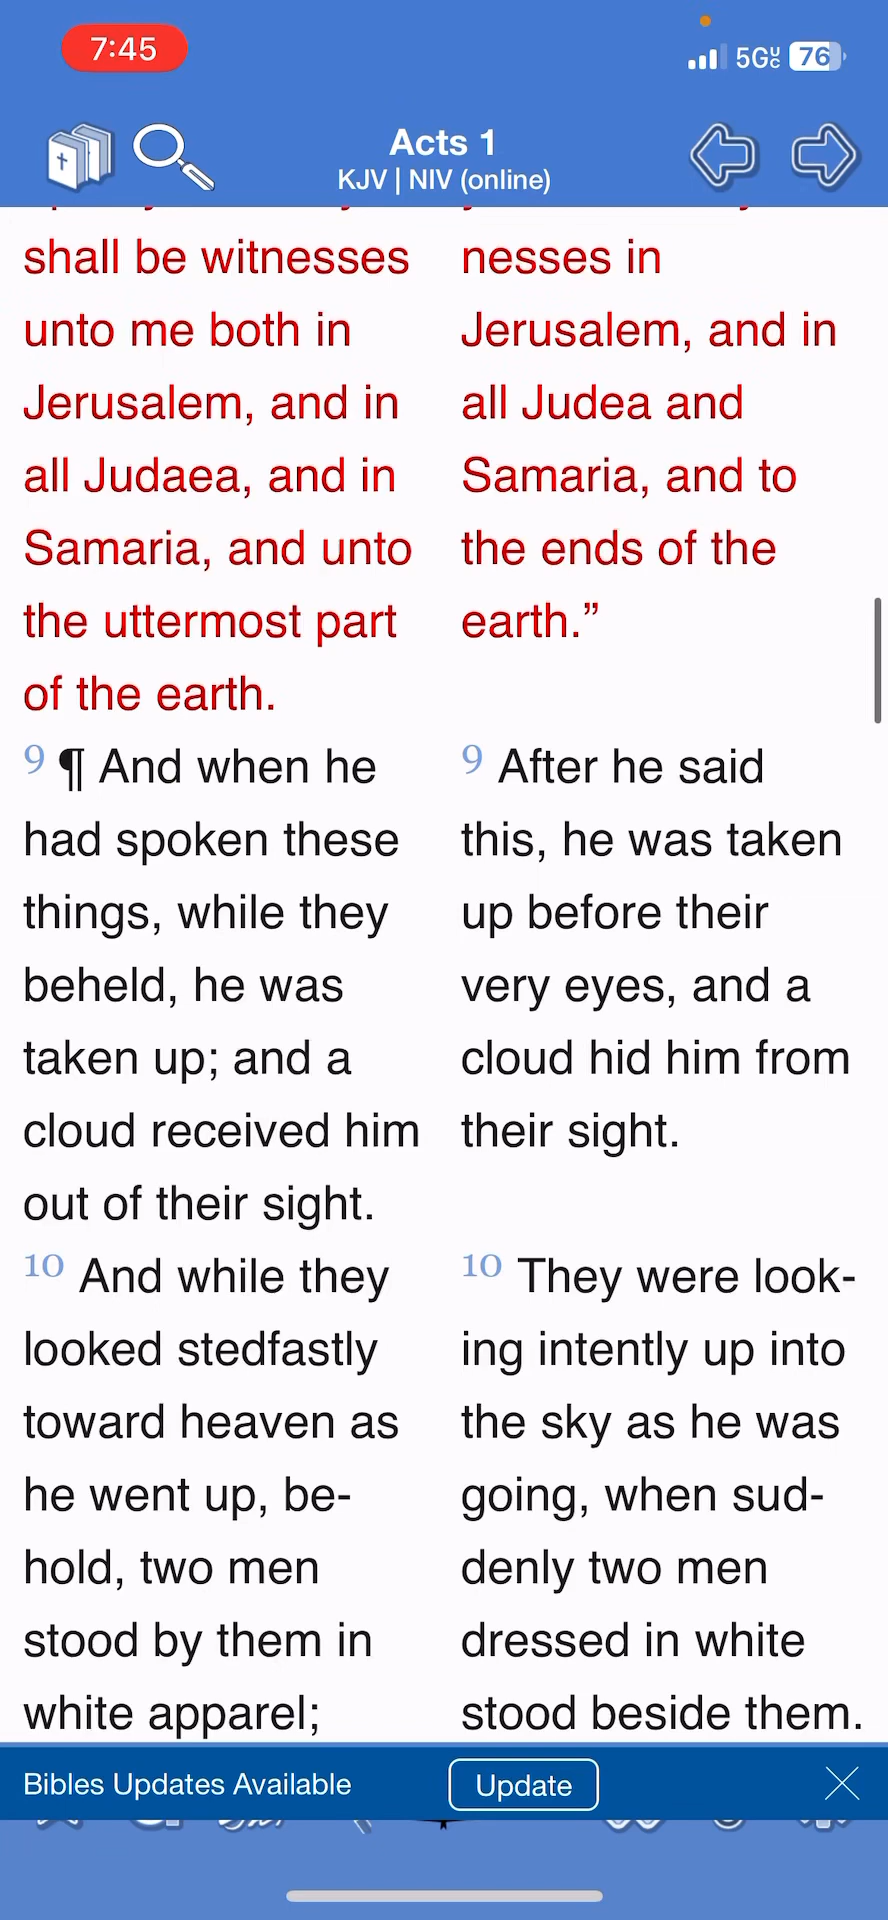 7:45
5G
76
Acts 1
KJV | NIV (online)
shall be witnesses
unto me both in
Jerusalem, and in
all Judaea, and in
Samaria, and unto
the uttermost part
of the earth.
9 ¶ And when he
had spoken these
things, while they
beheld, he was
taken up; and a
cloud received him
out of their sight.
10 And while they
looked stedfastly
toward heaven as
he went up, be-
hold, two men
stood by them in
white apparel;
nesses in
Jerusalem, and in
all Judea and
Samaria, and to
the ends of the
earth.”
9 After he said
this, he was taken
up before their
very eyes, and a
cloud hid him from
their sight.
10 They were look-
ing intently up into
the sky as he was
going, when sud-
denly two men
dressed in white
stood beside them.
Bibles Updates Available
Update